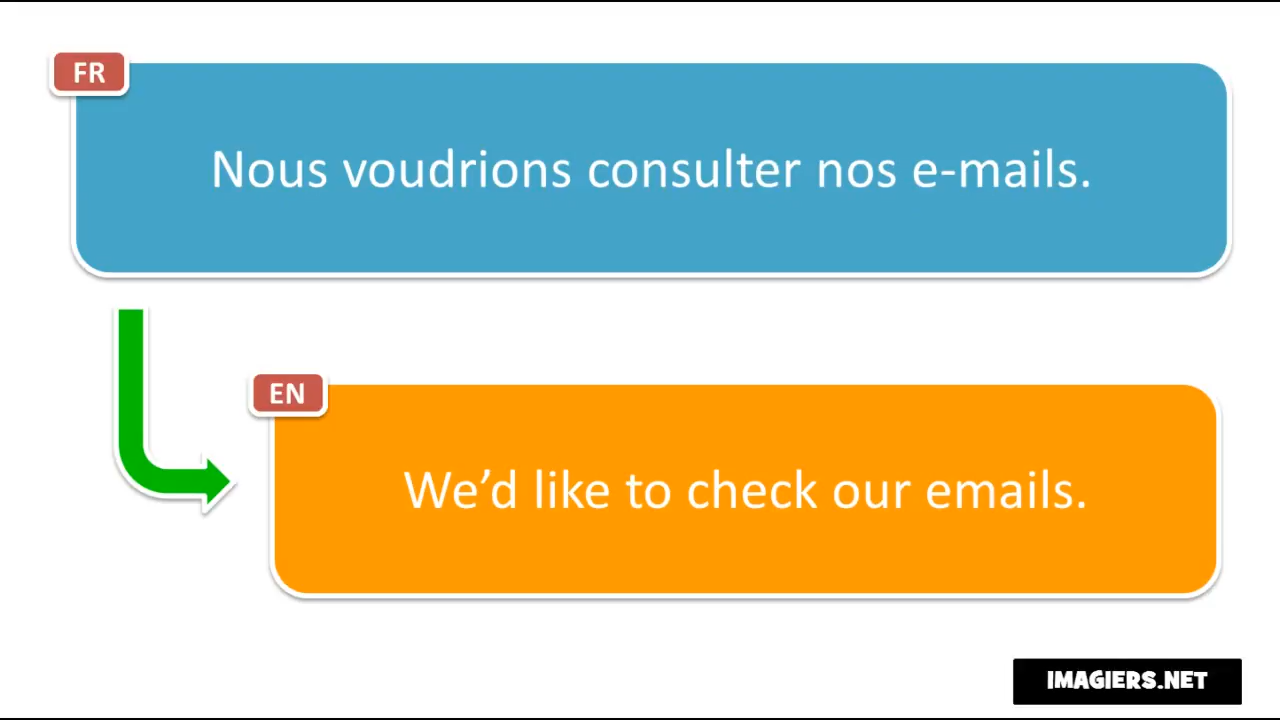 FR
Nous voudrions consulter nos e-mails.
EN
We’d like to check our emails.
IMAGIERS.NET